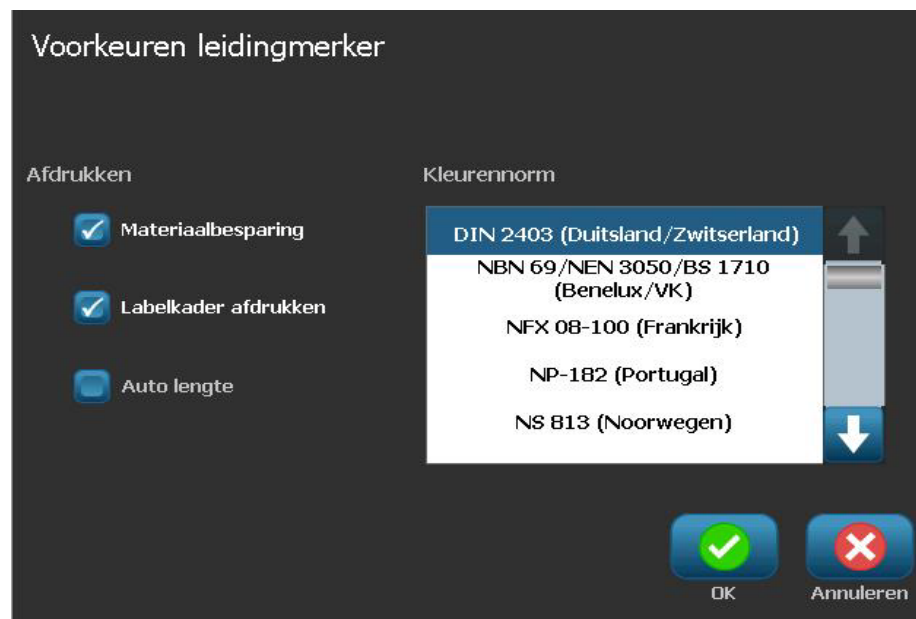 Voorkeuren leidingmerker
Afdrukken
Materiaalbesparing
Labelkader afdrukken
Auto lengte
Kleurennorm
DIN 2403 (Duitsland/Zwitserland)
NBN 69/NEN 3050/BS 1710
(Benelux/VK)
NFX 08-100 (Frankrijk)
NP-182 (Portugal)
NS 813 (Noorwegen)
OK
Annuleren